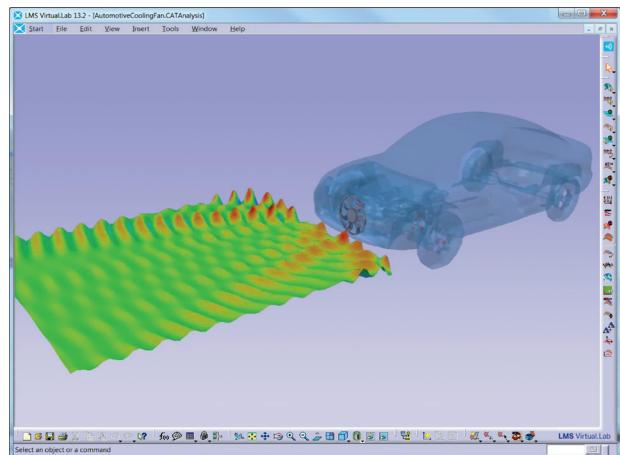 LMS Virtual.Lab 13.2 - [AutomotiveCoolingFan.CATAnalysis]
Start File Edit View Insert Tools Window Help
f(x)
LMS Virtual.Lab
Select an object or a command